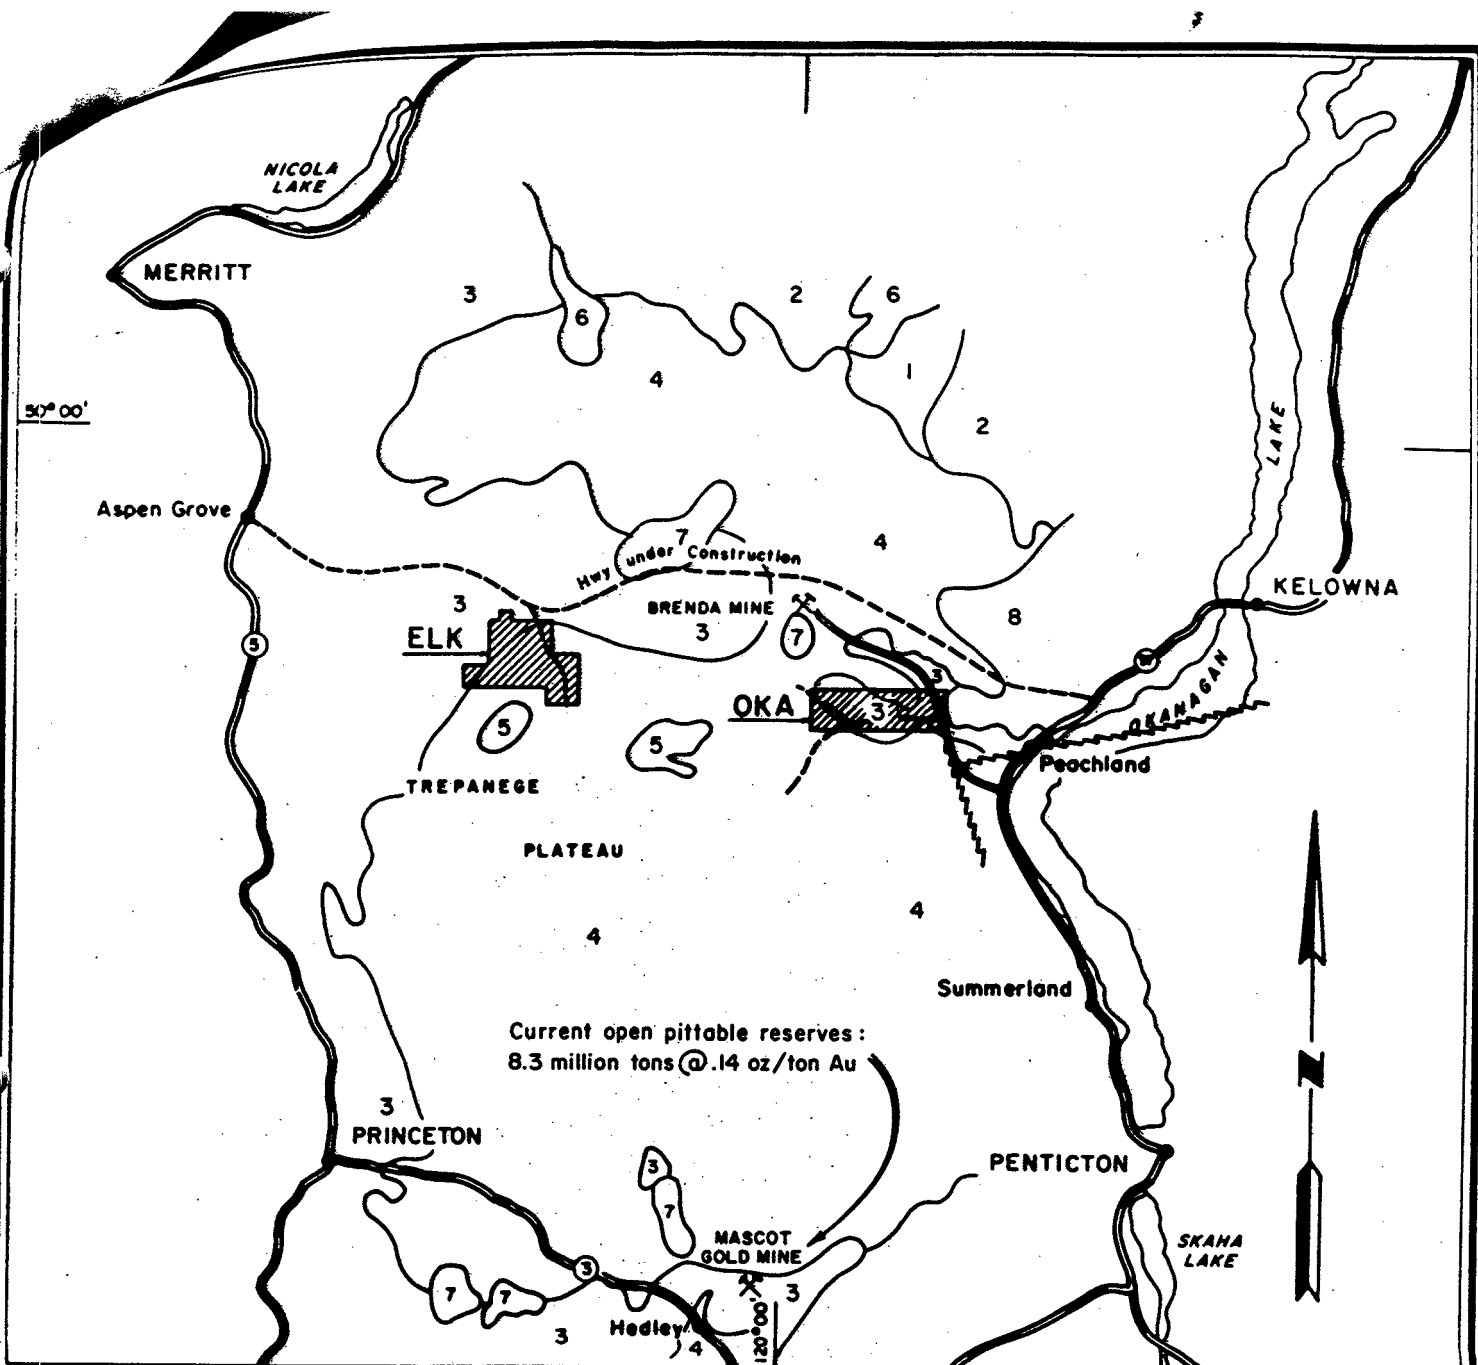 NICOLA
LAKE
MERRITT
3
2
6
6
4
1
50°00'
2
LAKE
Aspen Grove
7
4
Hwy under Construction
KELOWNA
3
BRENDA MINE
8
ELK
3
7
5
3
OKA
3
OKANAGAN
5
5
Peachland
TREPANEGE
PLATEAU
4
4
Summerland
Current open pittable reserves:
8.3 million tons @ .14 oz/ton Au
N
3
PRINCETON
3
PENTICTON
7
MASCOT
GOLD MINE
SKAHA
LAKE
3
7
7
3
3
Hedley
4
120°00'